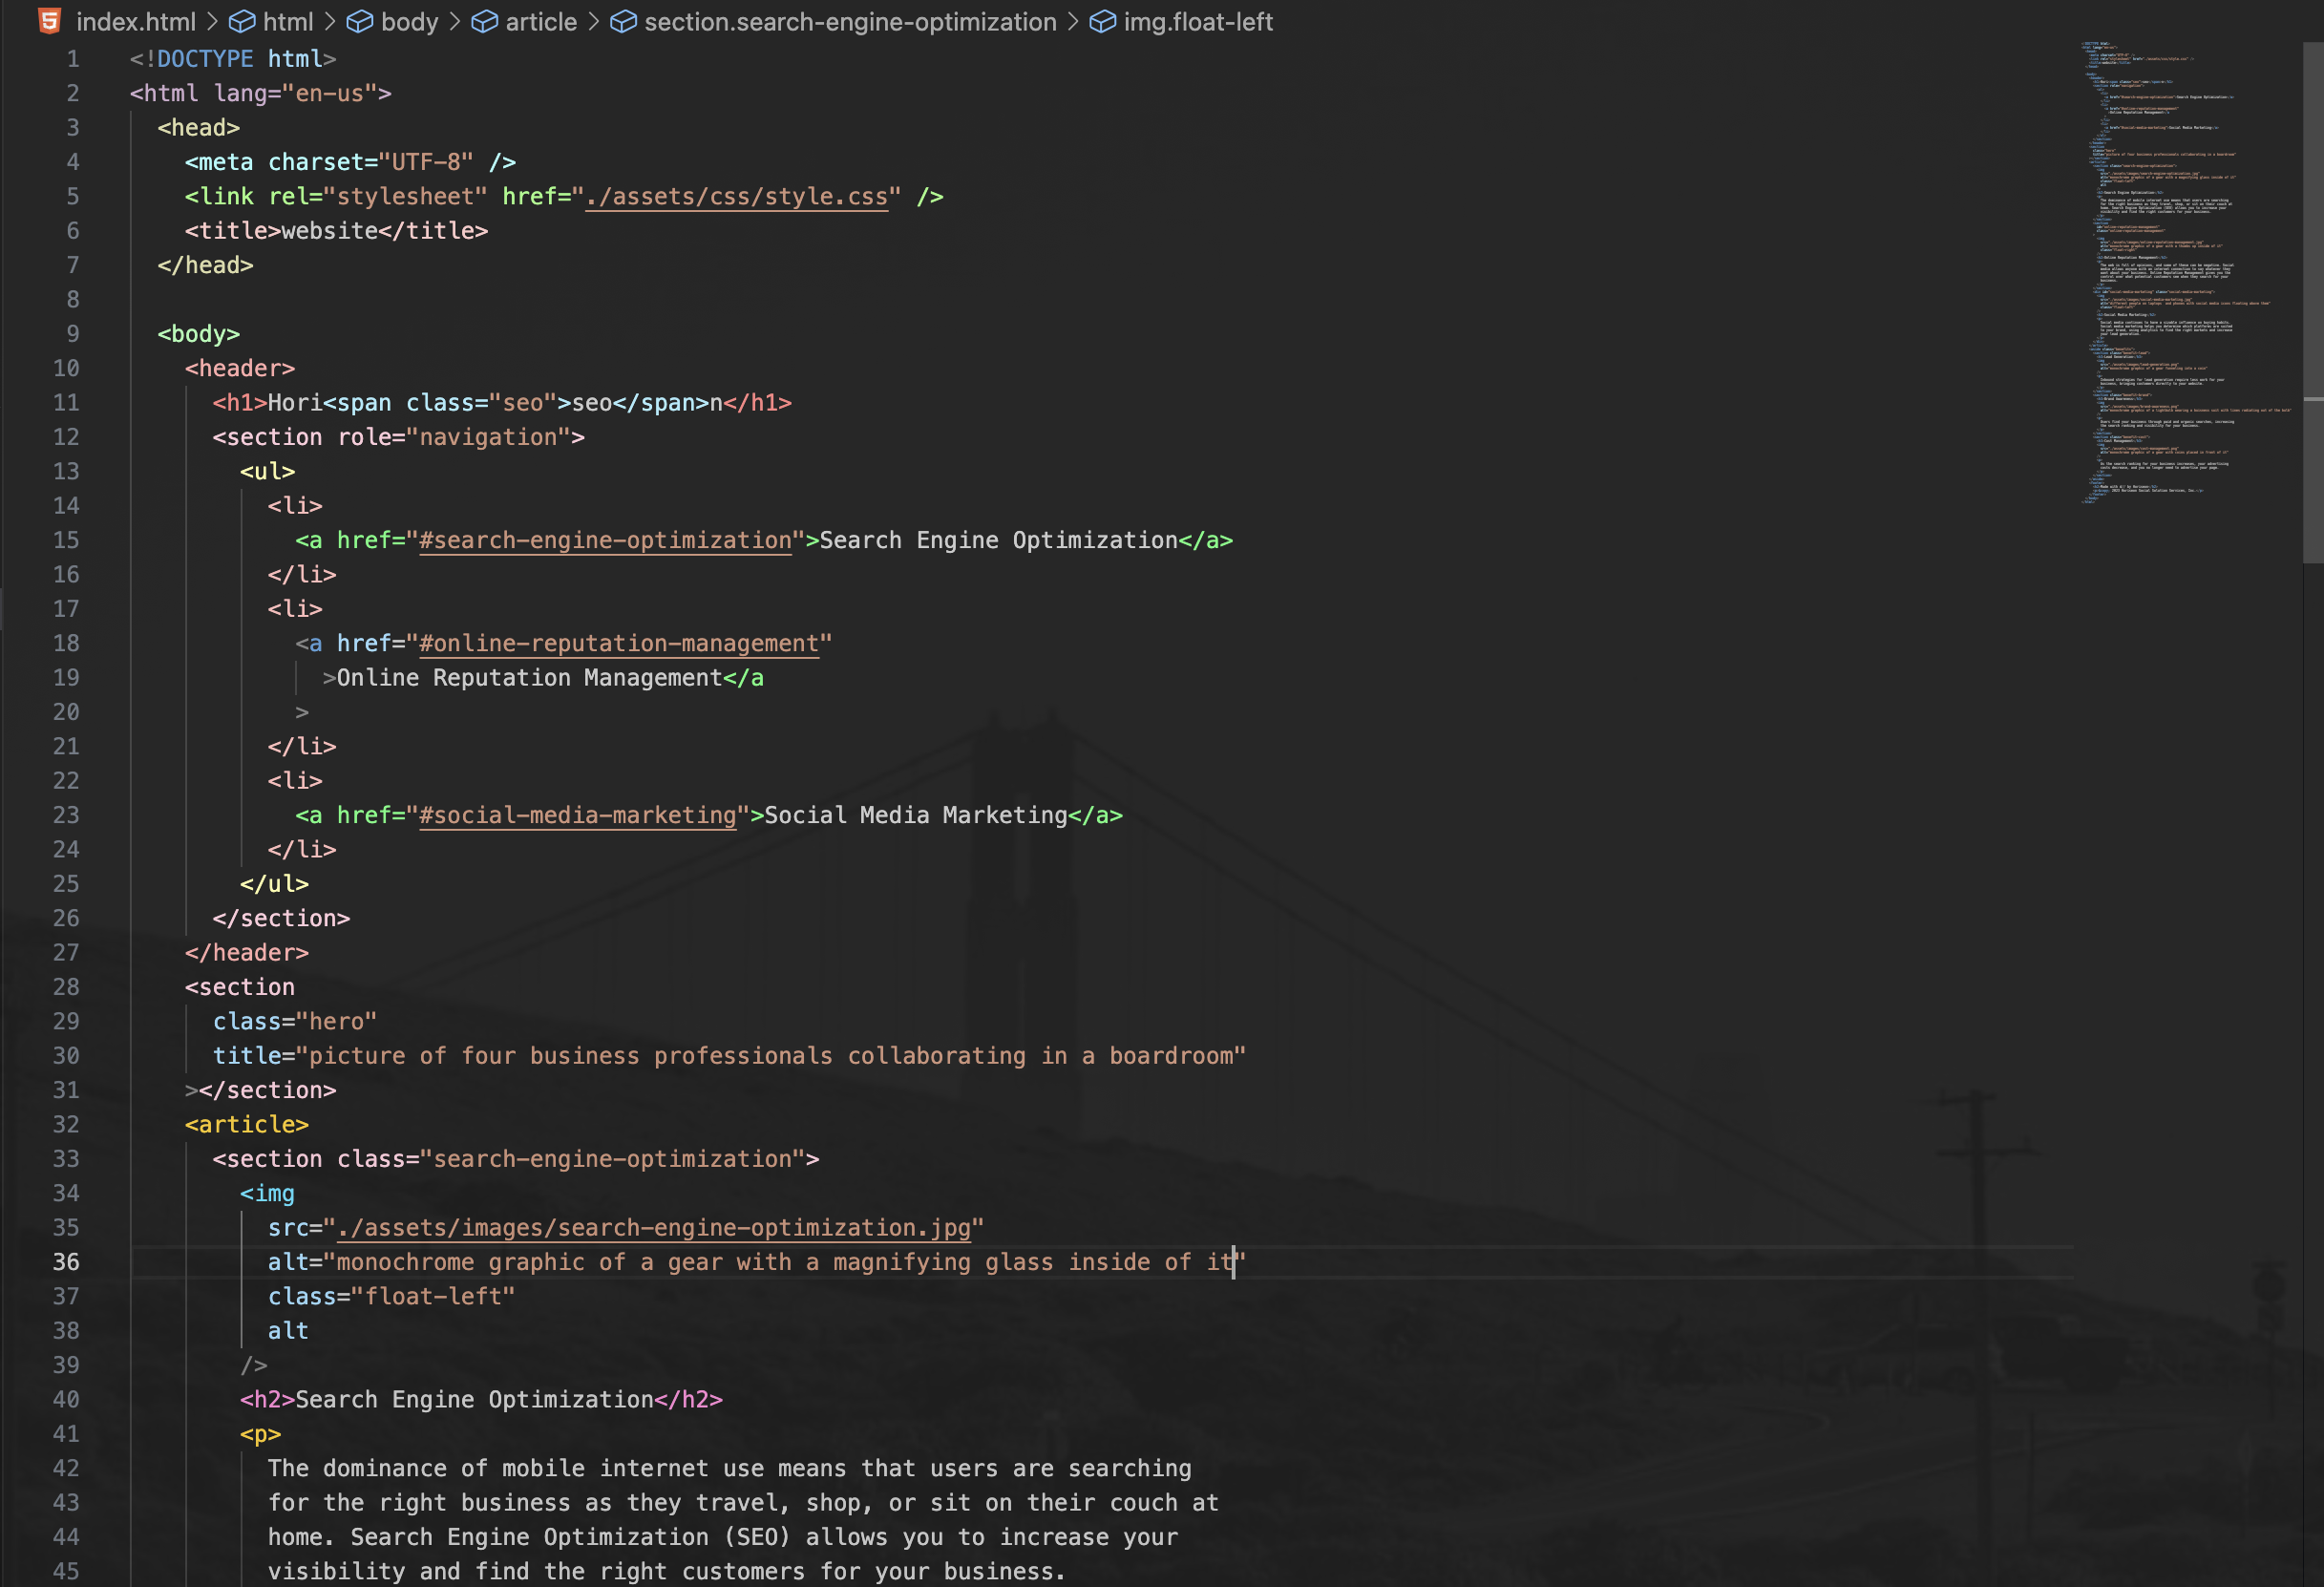 index.html > html > body > article > section.search-engine-optimization > img.float-left
1 <!DOCTYPE html>
2 <html lang="en-us">
3 <head>
4 <meta charset="UTF-8" />
5 <link rel="stylesheet" href="./assets/css/style.css" />
6 <title>website</title>
7 </head>
8
9 <body>
10 <header>
11 <h1>Hori<span class="seo">seo</span>n</h1>
12 <section role="navigation">
13 <ul>
14 <li>
15 <a href="#search-engine-optimization">Search Engine Optimization</a>
16 </li>
17 <li>
18 <a href="#online-reputation-management"
19 >Online Reputation Management</a
20 >
21 </li>
22 <li>
23 <a href="#social-media-marketing">Social Media Marketing</a>
24 </li>
25 </ul>
26 </section>
27 </header>
28 <section
29 class="hero"
30 title="picture of four business professionals collaborating in a boardroom"
31 ></section>
32 <article>
33 <section class="search-engine-optimization">
34 <img
35 src="./assets/images/search-engine-optimization.jpg"
36 alt="monochrome graphic of a gear with a magnifying glass inside of it"
37 class="float-left"
38 alt
39 />
40 <h2>Search Engine Optimization</h2>
41 <p>
42 The dominance of mobile internet use means that users are searching
43 for the right business as they travel, shop, or sit on their couch at
44 home. Search Engine Optimization (SEO) allows you to increase your
45 visibility and find the right customers for your business.